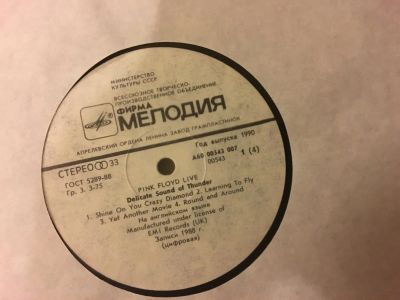 МИНИСТЕРСТВО
КУЛЬТУРЫ СССР
ВСЕСОЮЗНОЕ ТВОРЧЕСКО-
ПРОИЗВОДСТВЕННОЕ ОБЪЕДИНЕНИЕ
ФИРМА
МЕЛОДИЯ
АПРЕЛЕВСКИЙ ОРДЕНА ЛЕНИНА ЗАВОД ГРАМПЛАСТИНОК
СТЕРЕО 33
Год выпуска 1990
ГОСТ 5289-88
А60 00543 007
1 (4)
Гр. 3. 3-75
00543
PINK FLOYD LIVE
Delicate Sound of Thunder
1. Shine On You Crazy Diamond 2. Learning To Fly
3. Yet Another Movie 4. Round and Around
На английском языке
Manufactured under license of
EMI Records (UK)
Записи 1988 г.
(цифровая)